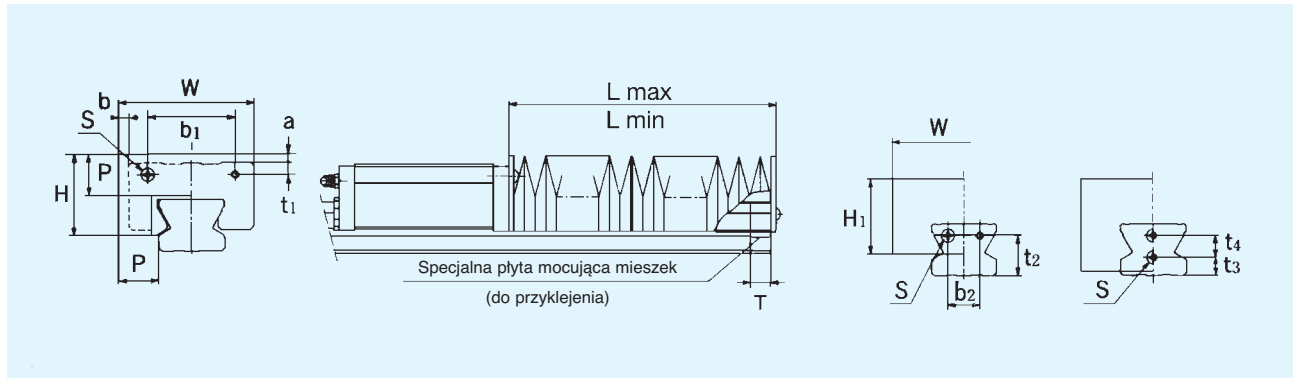 W
b
S
b1
a
P
H
t1
P
L max
L min
Specjalna płyta mocująca mieszek
(do przyklejenia)
T
W
H1
t2
S
b2
t4
t3
S